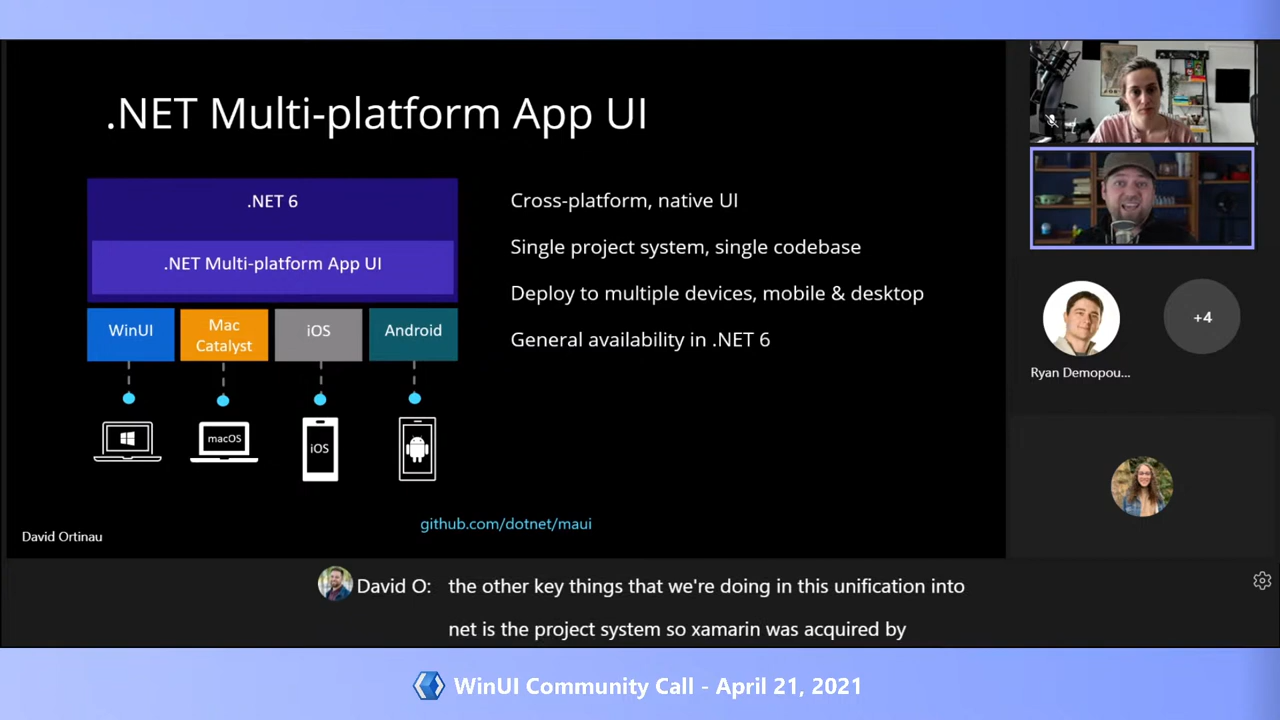 .NET Multi-platform App UI
.NET 6
.NET Multi-platform App UI
WinUI
Mac
Catalyst
iOS
Android
macOS
iOS
Cross-platform, native UI
Single project system, single codebase
Deploy to multiple devices, mobile & desktop
General availability in .NET 6
github.com/dotnet/maui
David Ortinau
+4
Ryan Demopou...
David O: the other key things that we're doing in this unification into
net is the project system so xamarin was acquired by
WinUI Community Call - April 21, 2021